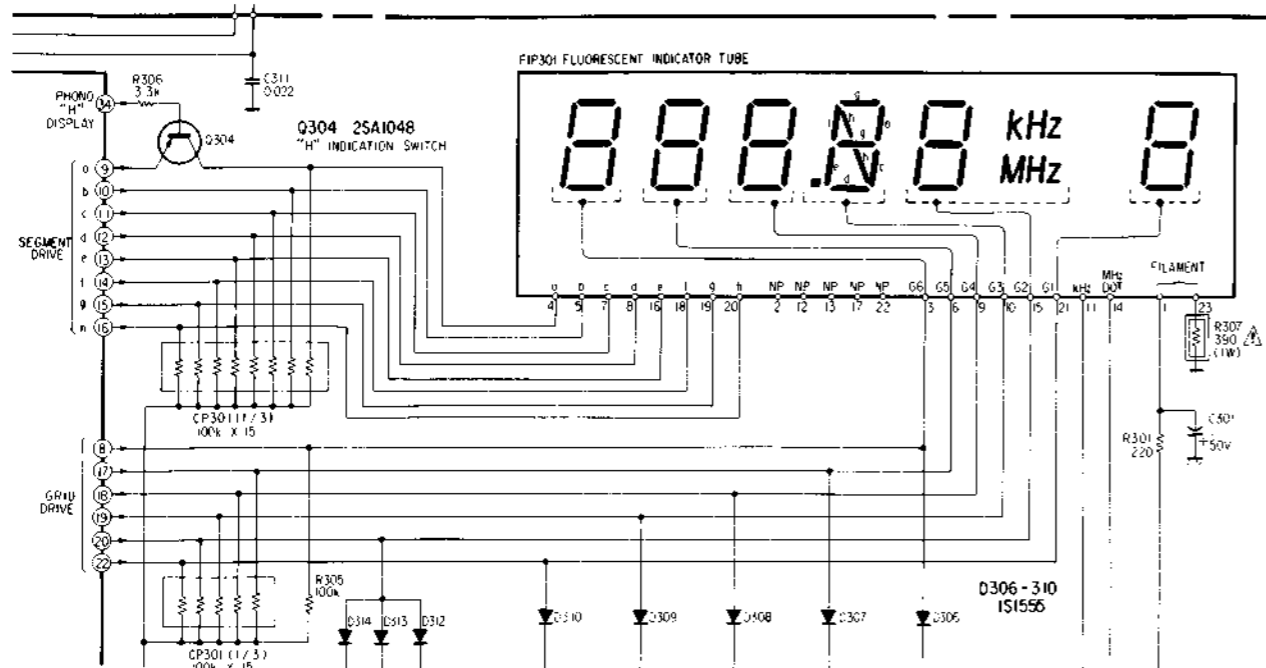 FIP301 FLUORESCENT INDICATOR TUBE
R306
3.3k
C311
0.022
PHONO
"H"
DISPLAY
34
Q304
Q304 2SA1048
"H" INDICATION SWITCH
kHz
MHz
g
h
g
h
e
d
c
SEGMENT
DRIVE
a 9
b 10
c 11
d 12
e 13
f 14
g 15
16
a b c d e f g h NP NP NP NP NP G6 G5 G4 G3 G2 G1 kHz MHz DOT
FILAMENT
4 5 7 8 16 18 19 20 2 12 13 17 22 3 6 9 10 15 21 11 14 1 23
R307
390
(1W)
CP301 (1/3)
100k X 15
R301
220
C301
+
50V
GRID
DRIVE
8
17
18
19
20
22
R305
100k
D314 D313 D312 D310 D309 D308 D307 D306
D306-310
1S1555
CP301 (1/3)
100k X 15